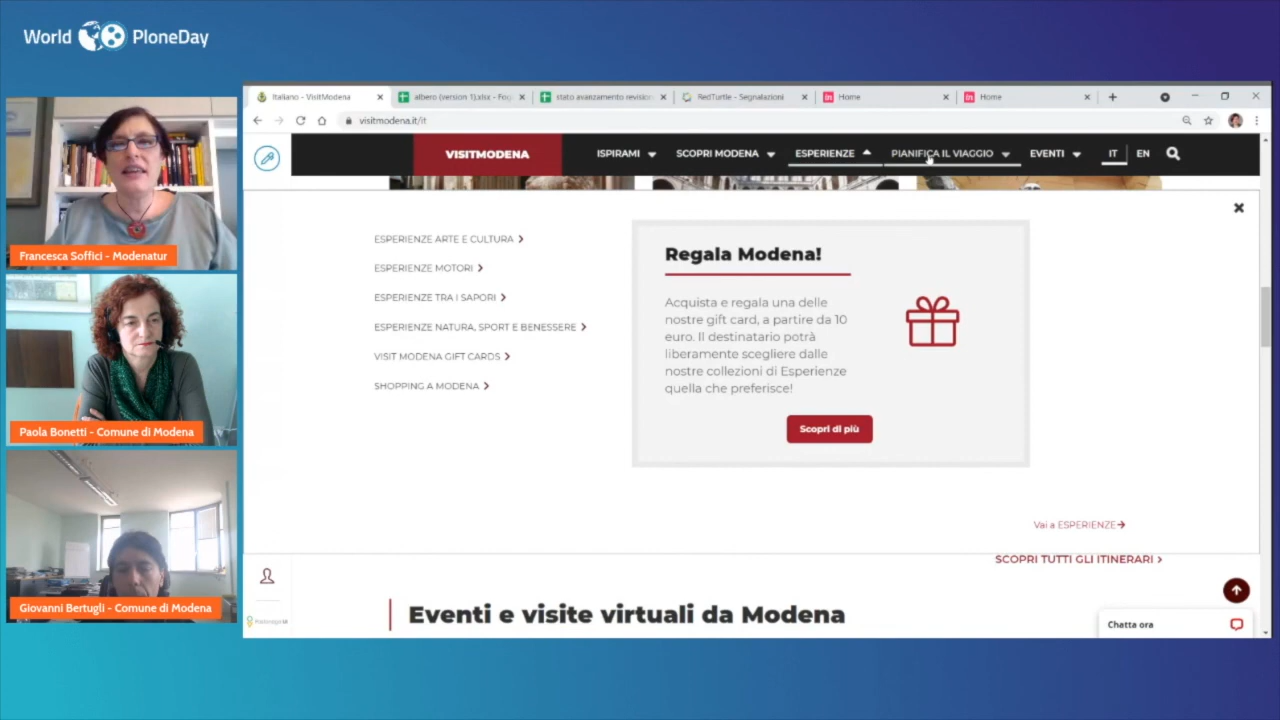 World PloneDay
Italiano - VisitModena
albero (version 1).xlsx - Fog
stato avanzamento revision
RedTurtle - Segnalazioni
Home
Home
visitmodena.it/it
VISITMODENA
ISPIRAMI
SCOPRI MODENA
ESPERIENZE
PIANIFICA IL VIAGGIO
EVENTI
IT
EN
Francesca Soffici - Modenatur
Paola Bonetti - Comune di Modena
Giovanni Bertugli - Comune di Modena
ESPERIENZE ARTE E CULTURA
ESPERIENZE MOTORI
ESPERIENZE TRA I SAPORI
ESPERIENZE NATURA, SPORT E BENESSERE
VISIT MODENA GIFT CARDS
SHOPPING A MODENA
Regala Modena!
Acquista e regala una delle
nostre gift card, a partire da 10
euro. Il destinatario potrà
liberamente scegliere dalle
nostre collezioni di Esperienze
quella che preferisce!
Scopri di più
Vai a ESPERIENZE
SCOPRI TUTTI GLI ITINERARI
Eventi e visite virtuali da Modena
Chatta ora